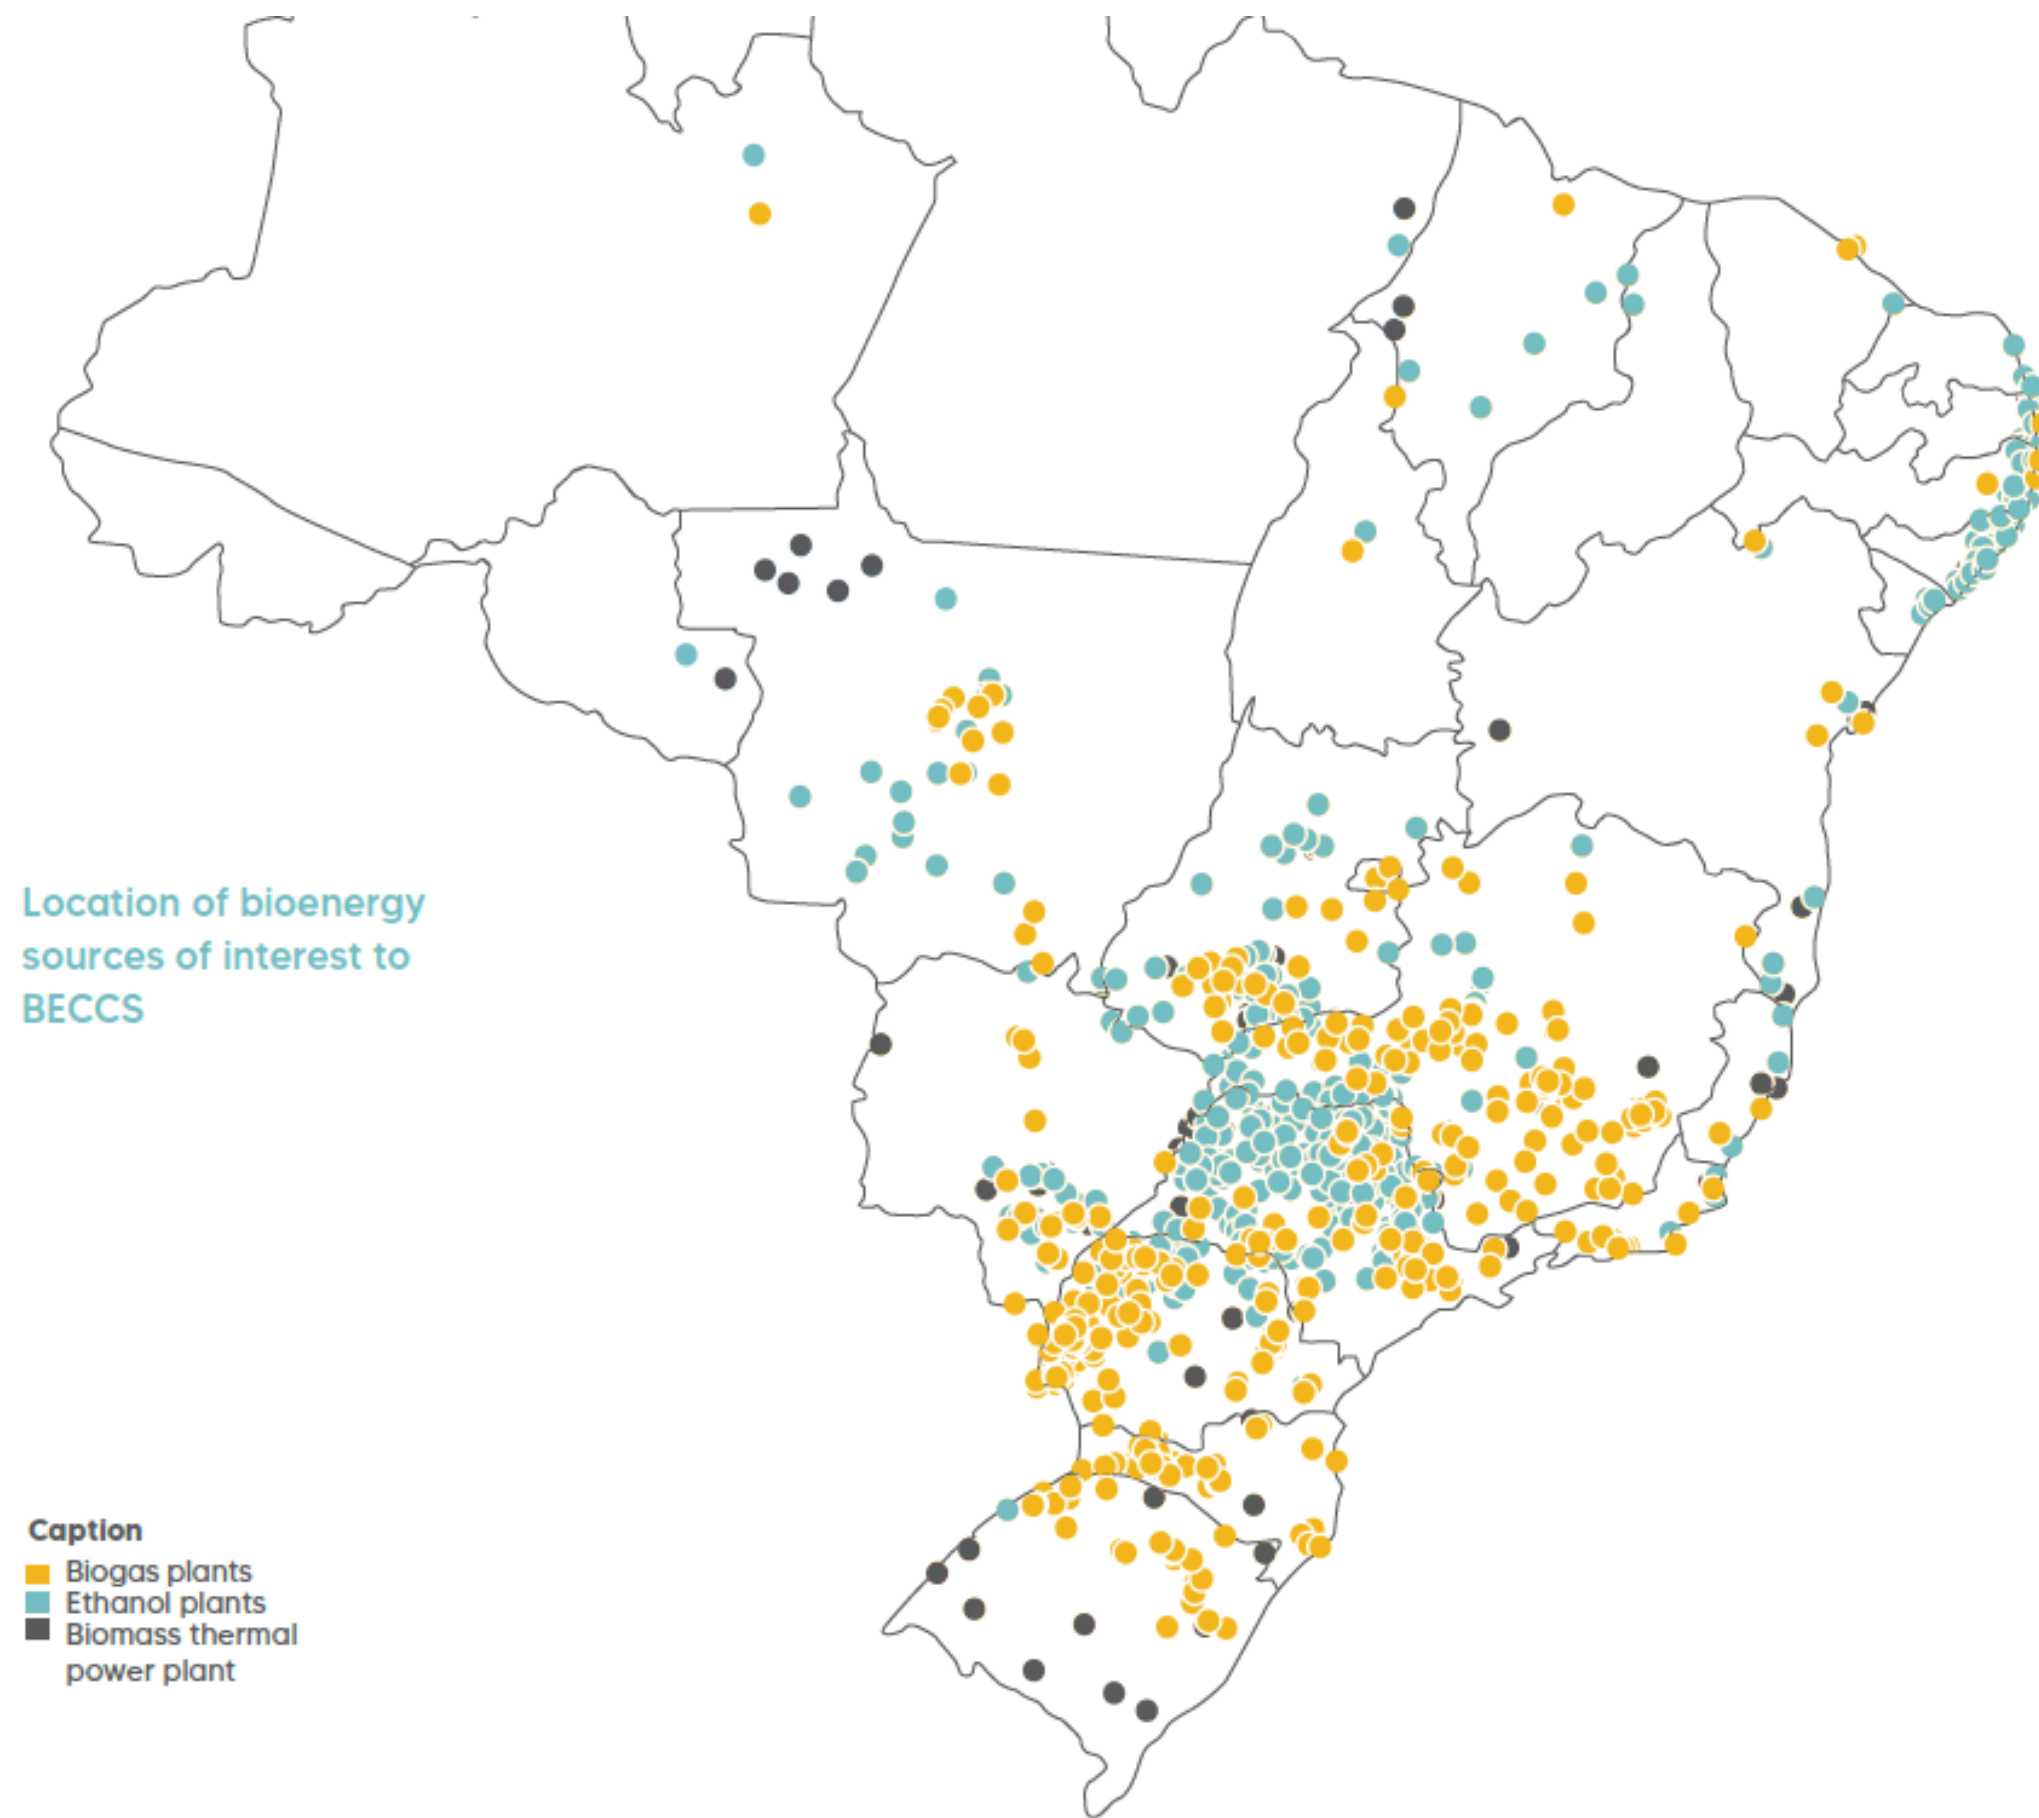 Location of bioenergy
sources of interest to
BECCS
Caption
Biogas plants
Ethanol plants
Biomass thermal
power plant